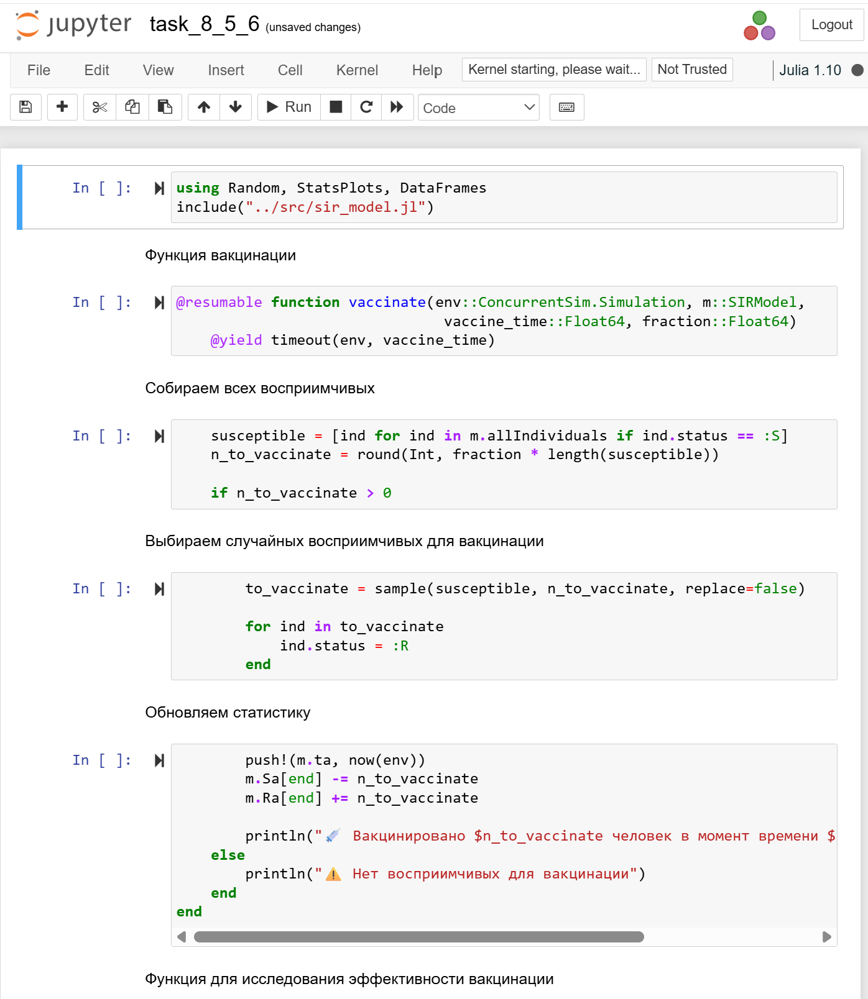 jupyter task_8_5_6 (unsaved changes)
Logout
File Edit View Insert Cell Kernel Help Kernel starting, please wait... Not Trusted Julia 1.10
Run Code
In [ ]: using Random, StatsPlots, DataFrames
include("../src/sir_model.jl")
Функция вакцинации
In [ ]: @resumable function vaccinate(env::ConcurrentSim.Simulation, m::SIRModel,
vaccine_time::Float64, fraction::Float64)
@yield timeout(env, vaccine_time)
Собираем всех восприимчивых
In [ ]: susceptible = [ind for ind in m.allIndividuals if ind.status == :S]
n_to_vaccinate = round(Int, fraction * length(susceptible))
if n_to_vaccinate > 0
Выбираем случайных восприимчивых для вакцинации
In [ ]: to_vaccinate = sample(susceptible, n_to_vaccinate, replace=false)
for ind in to_vaccinate
ind.status = :R
end
Обновляем статистику
In [ ]: push!(m.ta, now(env))
m.Sa[end] -= n_to_vaccinate
m.Ra[end] += n_to_vaccinate
println("💉 Вакцинировано $n_to_vaccinate человек в момент времени $
else
println("⚠️ Нет восприимчивых для вакцинации")
end
end
Функция для исследования эффективности вакцинации